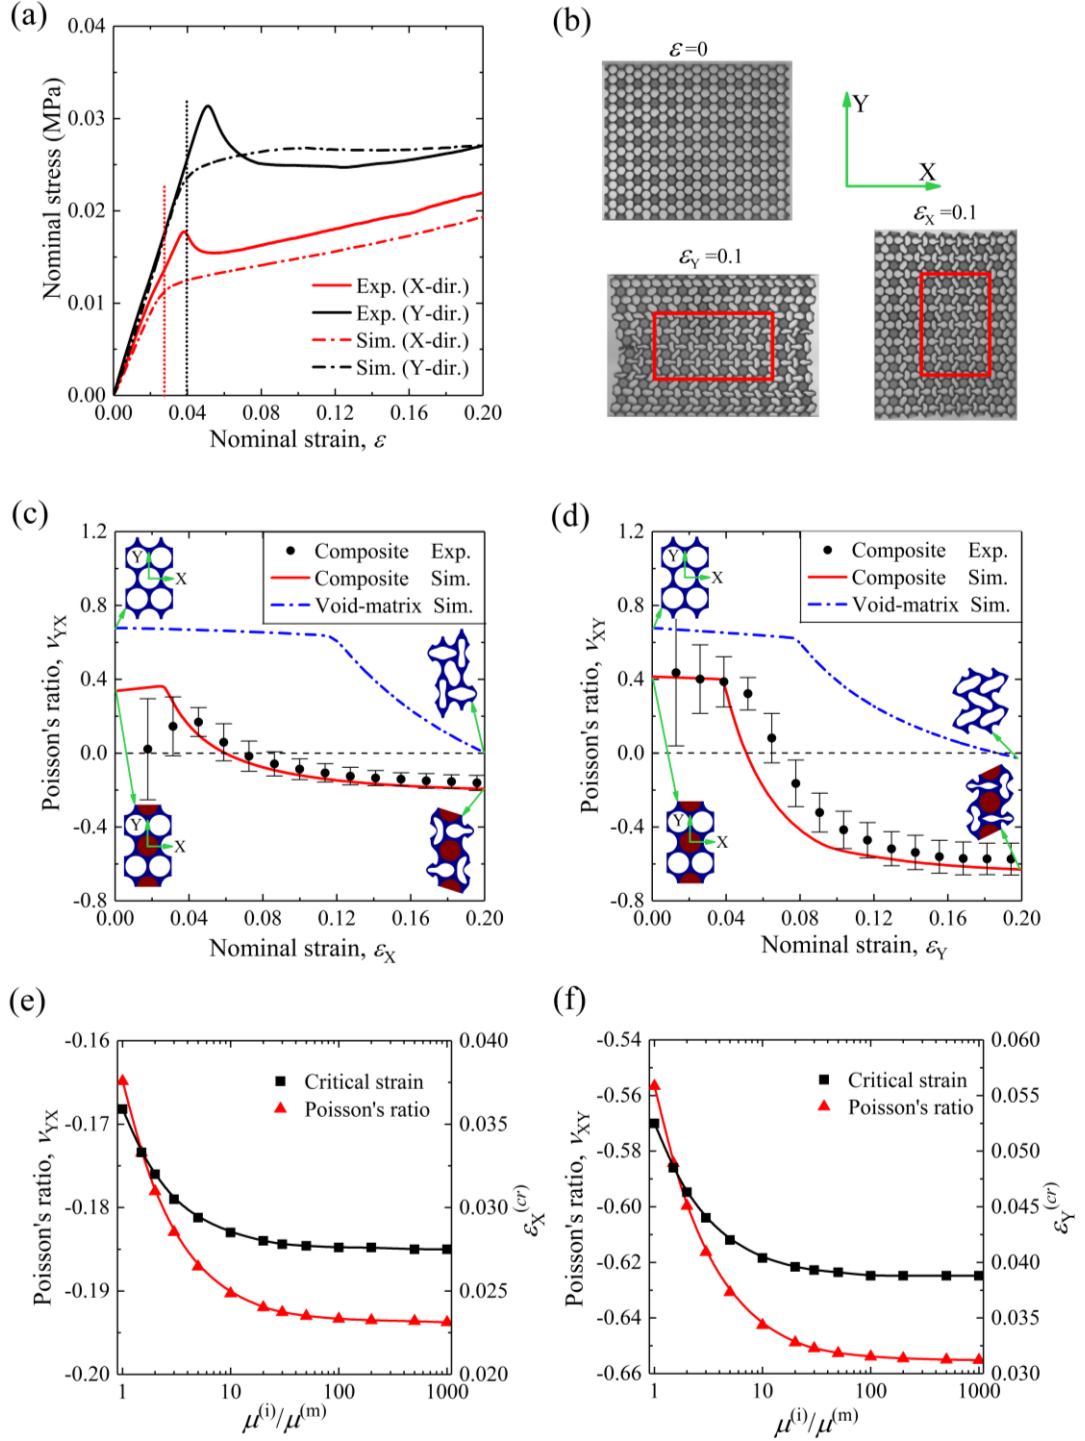 (a)
0.04
0.03
0.02
0.01
0.00
Nominal stress (MPa)
Exp. (X-dir.)
Exp. (Y-dir.)
Sim. (X-dir.)
Sim. (Y-dir.)
0.00 0.04 0.08 0.12 0.16 0.20
Nominal strain, ε
(b)
ε=0
Y
X
ε_Y=0.1
ε_X=0.1
(c)
1.2
0.8
0.4
0.0
-0.4
-0.8
Poisson's ratio, ν_YX
Composite Exp.
Composite Sim.
Void-matrix Sim.
Y
X
Y
X
0.00 0.04 0.08 0.12 0.16 0.20
Nominal strain, ε_X
(d)
1.2
0.8
0.4
0.0
-0.4
-0.8
Poisson's ratio, ν_XY
Composite Exp.
Composite Sim.
Void-matrix Sim.
Y
X
Y
X
0.00 0.04 0.08 0.12 0.16 0.20
Nominal strain, ε_Y
(e)
-0.16
-0.17
-0.18
-0.19
-0.20
Poisson's ratio, ν_YX
Critical strain
Poisson's ratio
0.040
0.035
0.030
0.025
0.020
ε_X^(cr)
1 10 100 1000
μ^(i)/μ^(m)
(f)
-0.54
-0.56
-0.58
-0.60
-0.62
-0.64
-0.66
Poisson's ratio, ν_XY
Critical strain
Poisson's ratio
0.060
0.055
0.050
0.045
0.040
0.035
0.030
ε_Y^(cr)
1 10 100 1000
μ^(i)/μ^(m)